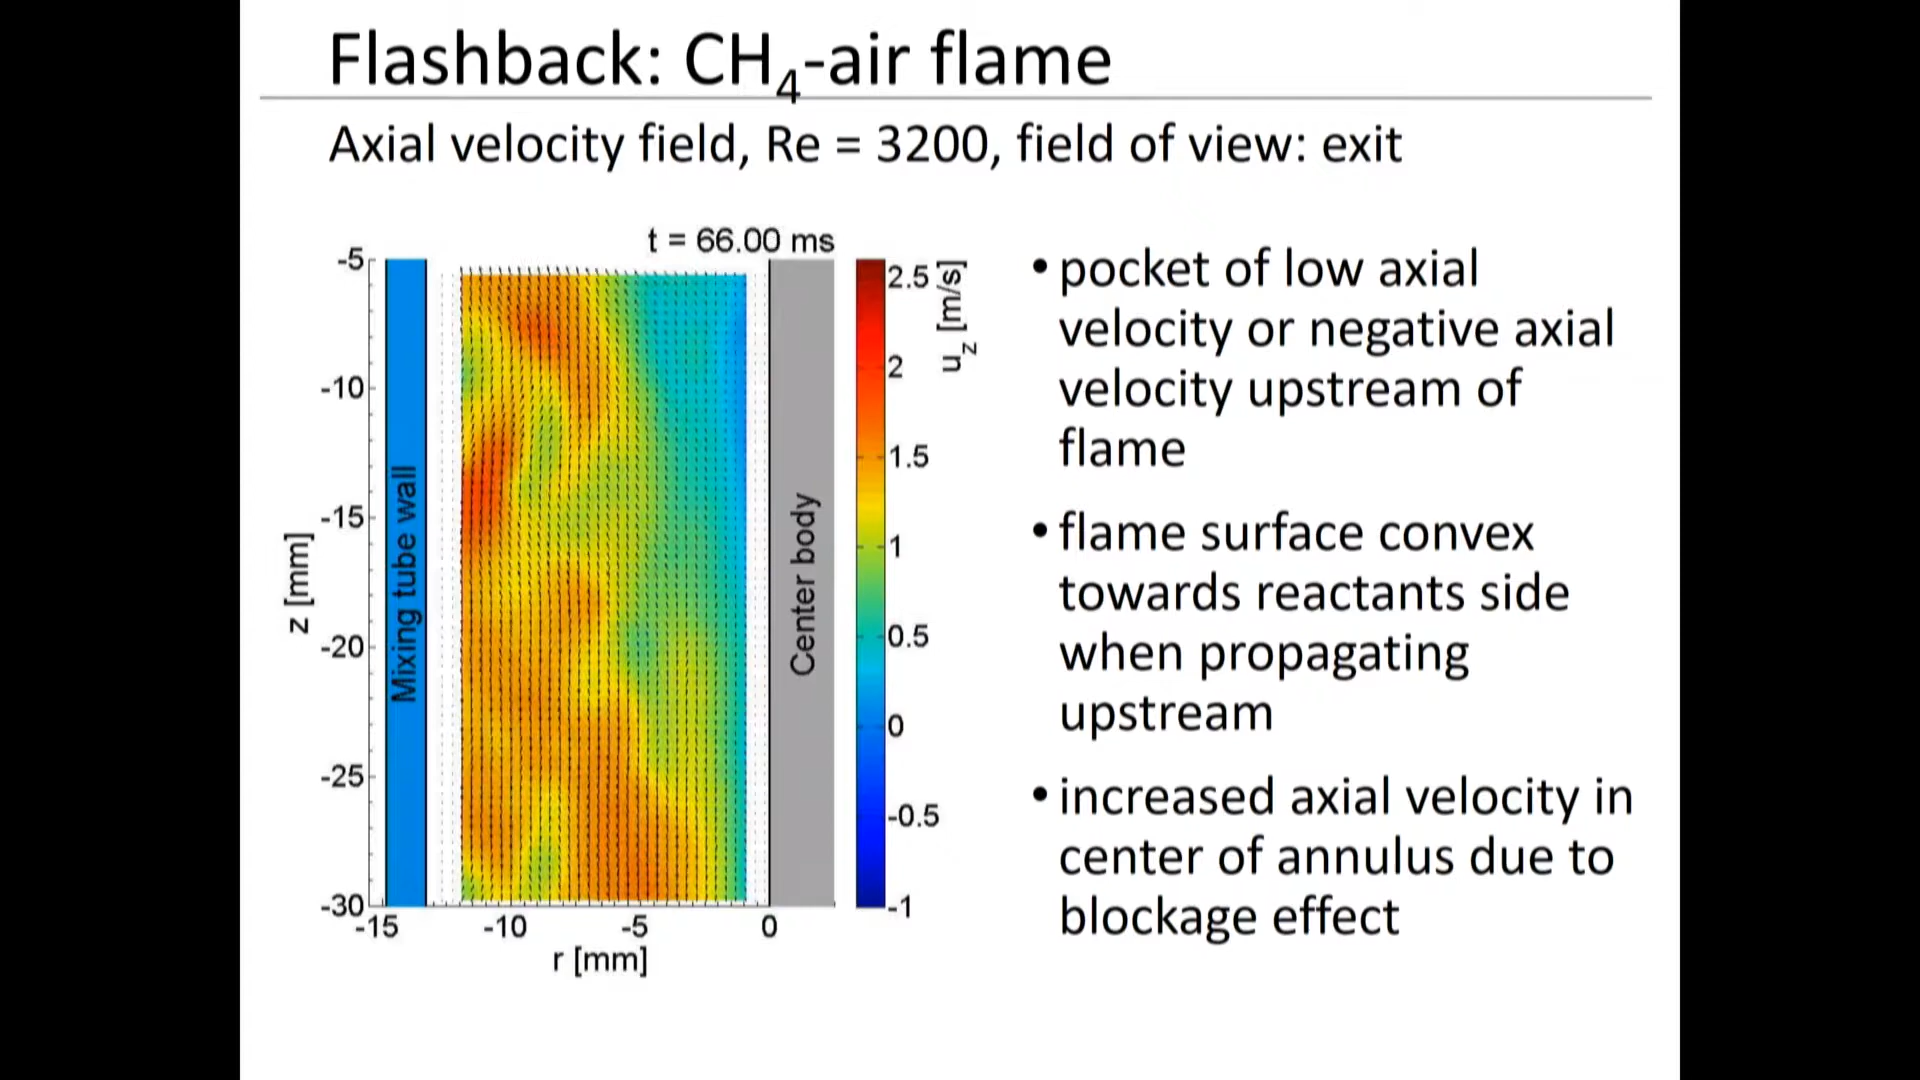 Flashback: CH4-air flame
Axial velocity field, Re = 3200, field of view: exit
t = 66.00 ms
-5
-10
-15
-20
-25
-30
z [mm]
Mixing tube wall
Center body
-15
-10
-5
0
r [mm]
2.5
2
1.5
1
0.5
0
-0.5
-1
uz [m/s]
• pocket of low axial
velocity or negative axial
velocity upstream of
flame
• flame surface convex
towards reactants side
when propagating
upstream
• increased axial velocity in
center of annulus due to
blockage effect